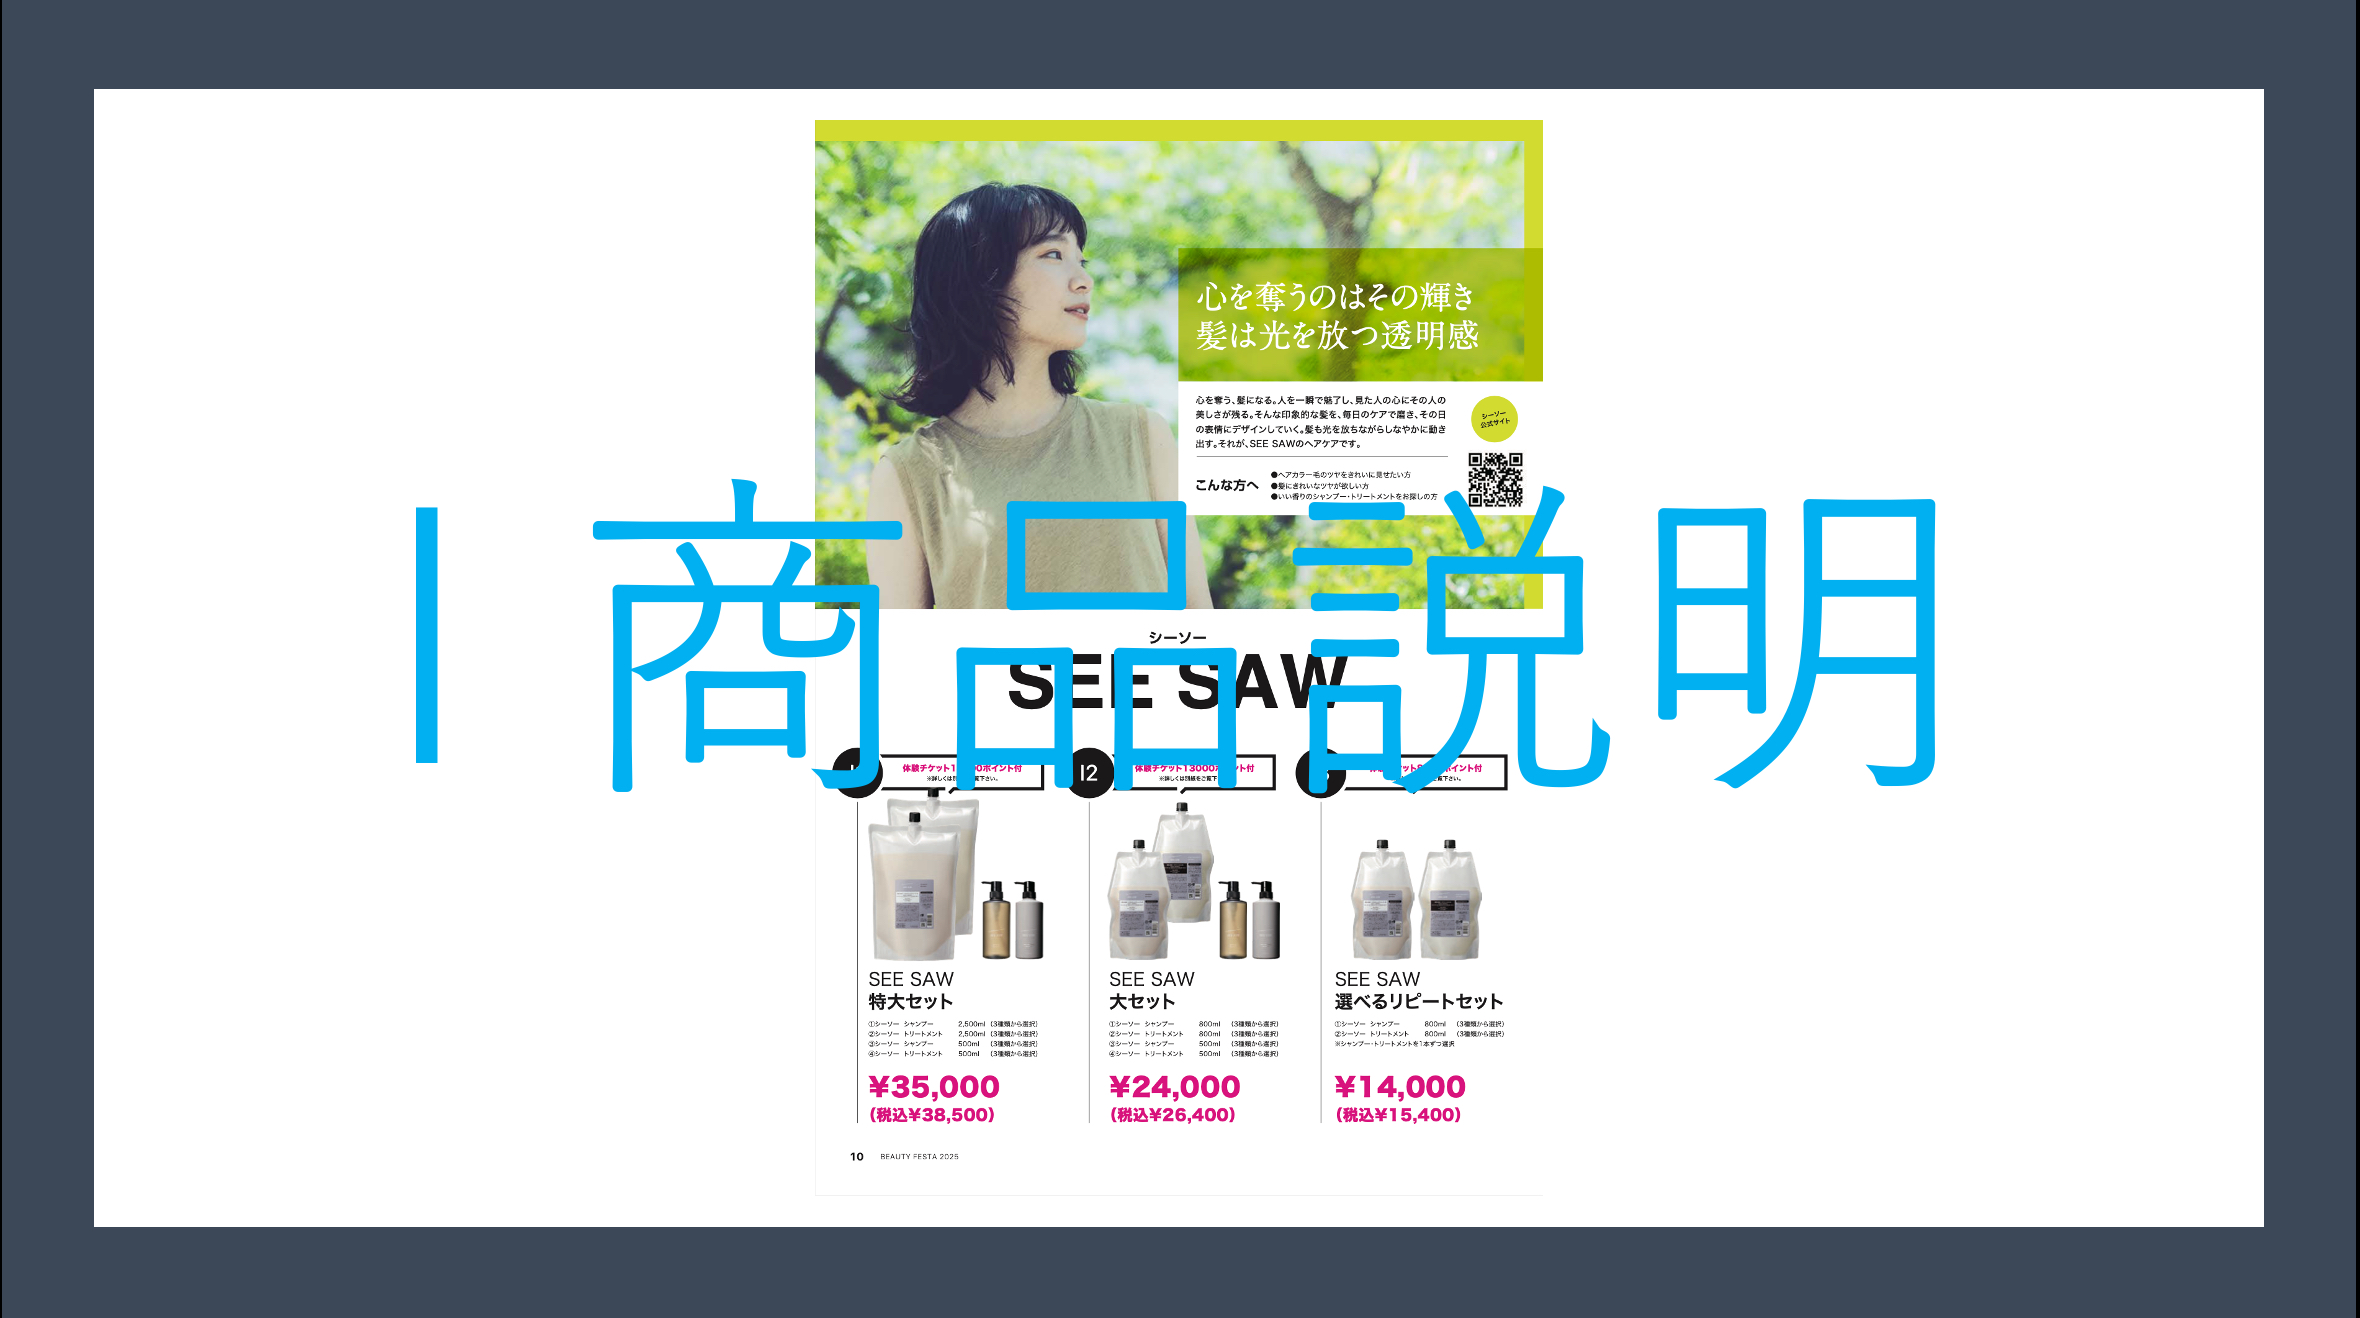 1 商品説明
心を奪うのはその輝き
髪は光を放つ透明感
心を奪う、髪になる。人を一瞬で魅了し、見た人の心にその人の
美しさが残る。そんな印象的な髪を、毎日のケアで磨き、その日
の表情にデザインしていく。髪も光を放ちながらしなやかに動き
出す。それが、SEE SAWのヘアケアです。
シーソー
公式サイト
こんな方へ
●ヘアカラー毛のツヤをきれいに見せたい方
●髪にきれいなツヤが欲しい方
●いい香りのシャンプー・トリートメントをお探しの方
シーソー
SEE SAW
体験チケット1 00ポイント付
※詳しくは 覧下さい。
12
体験チケット13000ポイント付
※詳しくは別紙をご覧下
ポイント付
SEE SAW
特大セット
①シーソー シャンプー 2,500ml (3種類から選択)
②シーソー トリートメント 2,500ml (3種類から選択)
③シーソー シャンプー 500ml (3種類から選択)
④シーソー トリートメント 500ml (3種類から選択)
¥35,000
(税込¥38,500)
SEE SAW
大セット
①シーソー シャンプー 800ml (3種類から選択)
②シーソー トリートメント 800ml (3種類から選択)
③シーソー シャンプー 500ml (3種類から選択)
④シーソー トリートメント 500ml (3種類から選択)
¥24,000
(税込¥26,400)
SEE SAW
選べるリピートセット
①シーソー シャンプー 800ml (3種類から選択)
②シーソー トリートメント 800ml (3種類から選択)
※シャンプー・トリートメントを1本ずつ選択
¥14,000
(税込¥15,400)
10 BEAUTY FESTA 2025